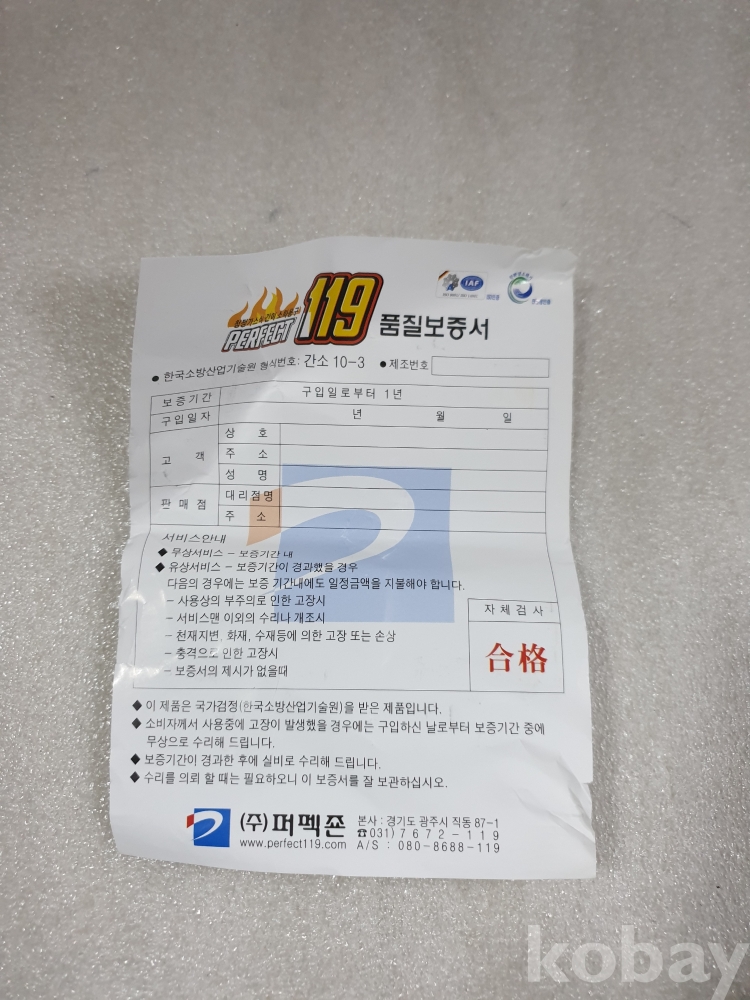 PERFECT 119 품질보증서
IAF
● 한국소방산업기술원 형식번호: 간소 10-3 ● 제조번호
보증기간 구입일로부터 1년
구입일자 년 월 일
고 객 상 호
주 소
성 명
판매점 대리점명
주 소
서비스안내
◆ 무상서비스 - 보증기간 내
◆ 유상서비스 - 보증기간이 경과했을 경우
다음의 경우에는 보증 기간내에도 일정금액을 지불해야 합니다.
- 사용상의 부주의로 인한 고장시
- 서비스맨 이외의 수리나 개조시
- 천재지변, 화재, 수재등에 의한 고장 또는 손상
- 충격으로 인한 고장시
- 보증서의 제시가 없을때
자체검사
合格
◆ 이 제품은 국가검정(한국소방산업기술원)을 받은 제품입니다.
◆ 소비자께서 사용중에 고장이 발생했을 경우에는 구입하신 날로부터 보증기간 중에
무상으로 수리해 드립니다.
◆ 보증기간이 경과한 후에 실비로 수리해 드립니다.
◆ 수리를 의뢰 할 때는 필요하오니 이 보증서를 잘 보관하십시오.
(주)퍼펙죤
www.perfect119.com
본사 : 경기도 광주시 직동 87-1
☎031) 7 6 7 2 - 1 1 9
A/S : 080-8688-119
kobay